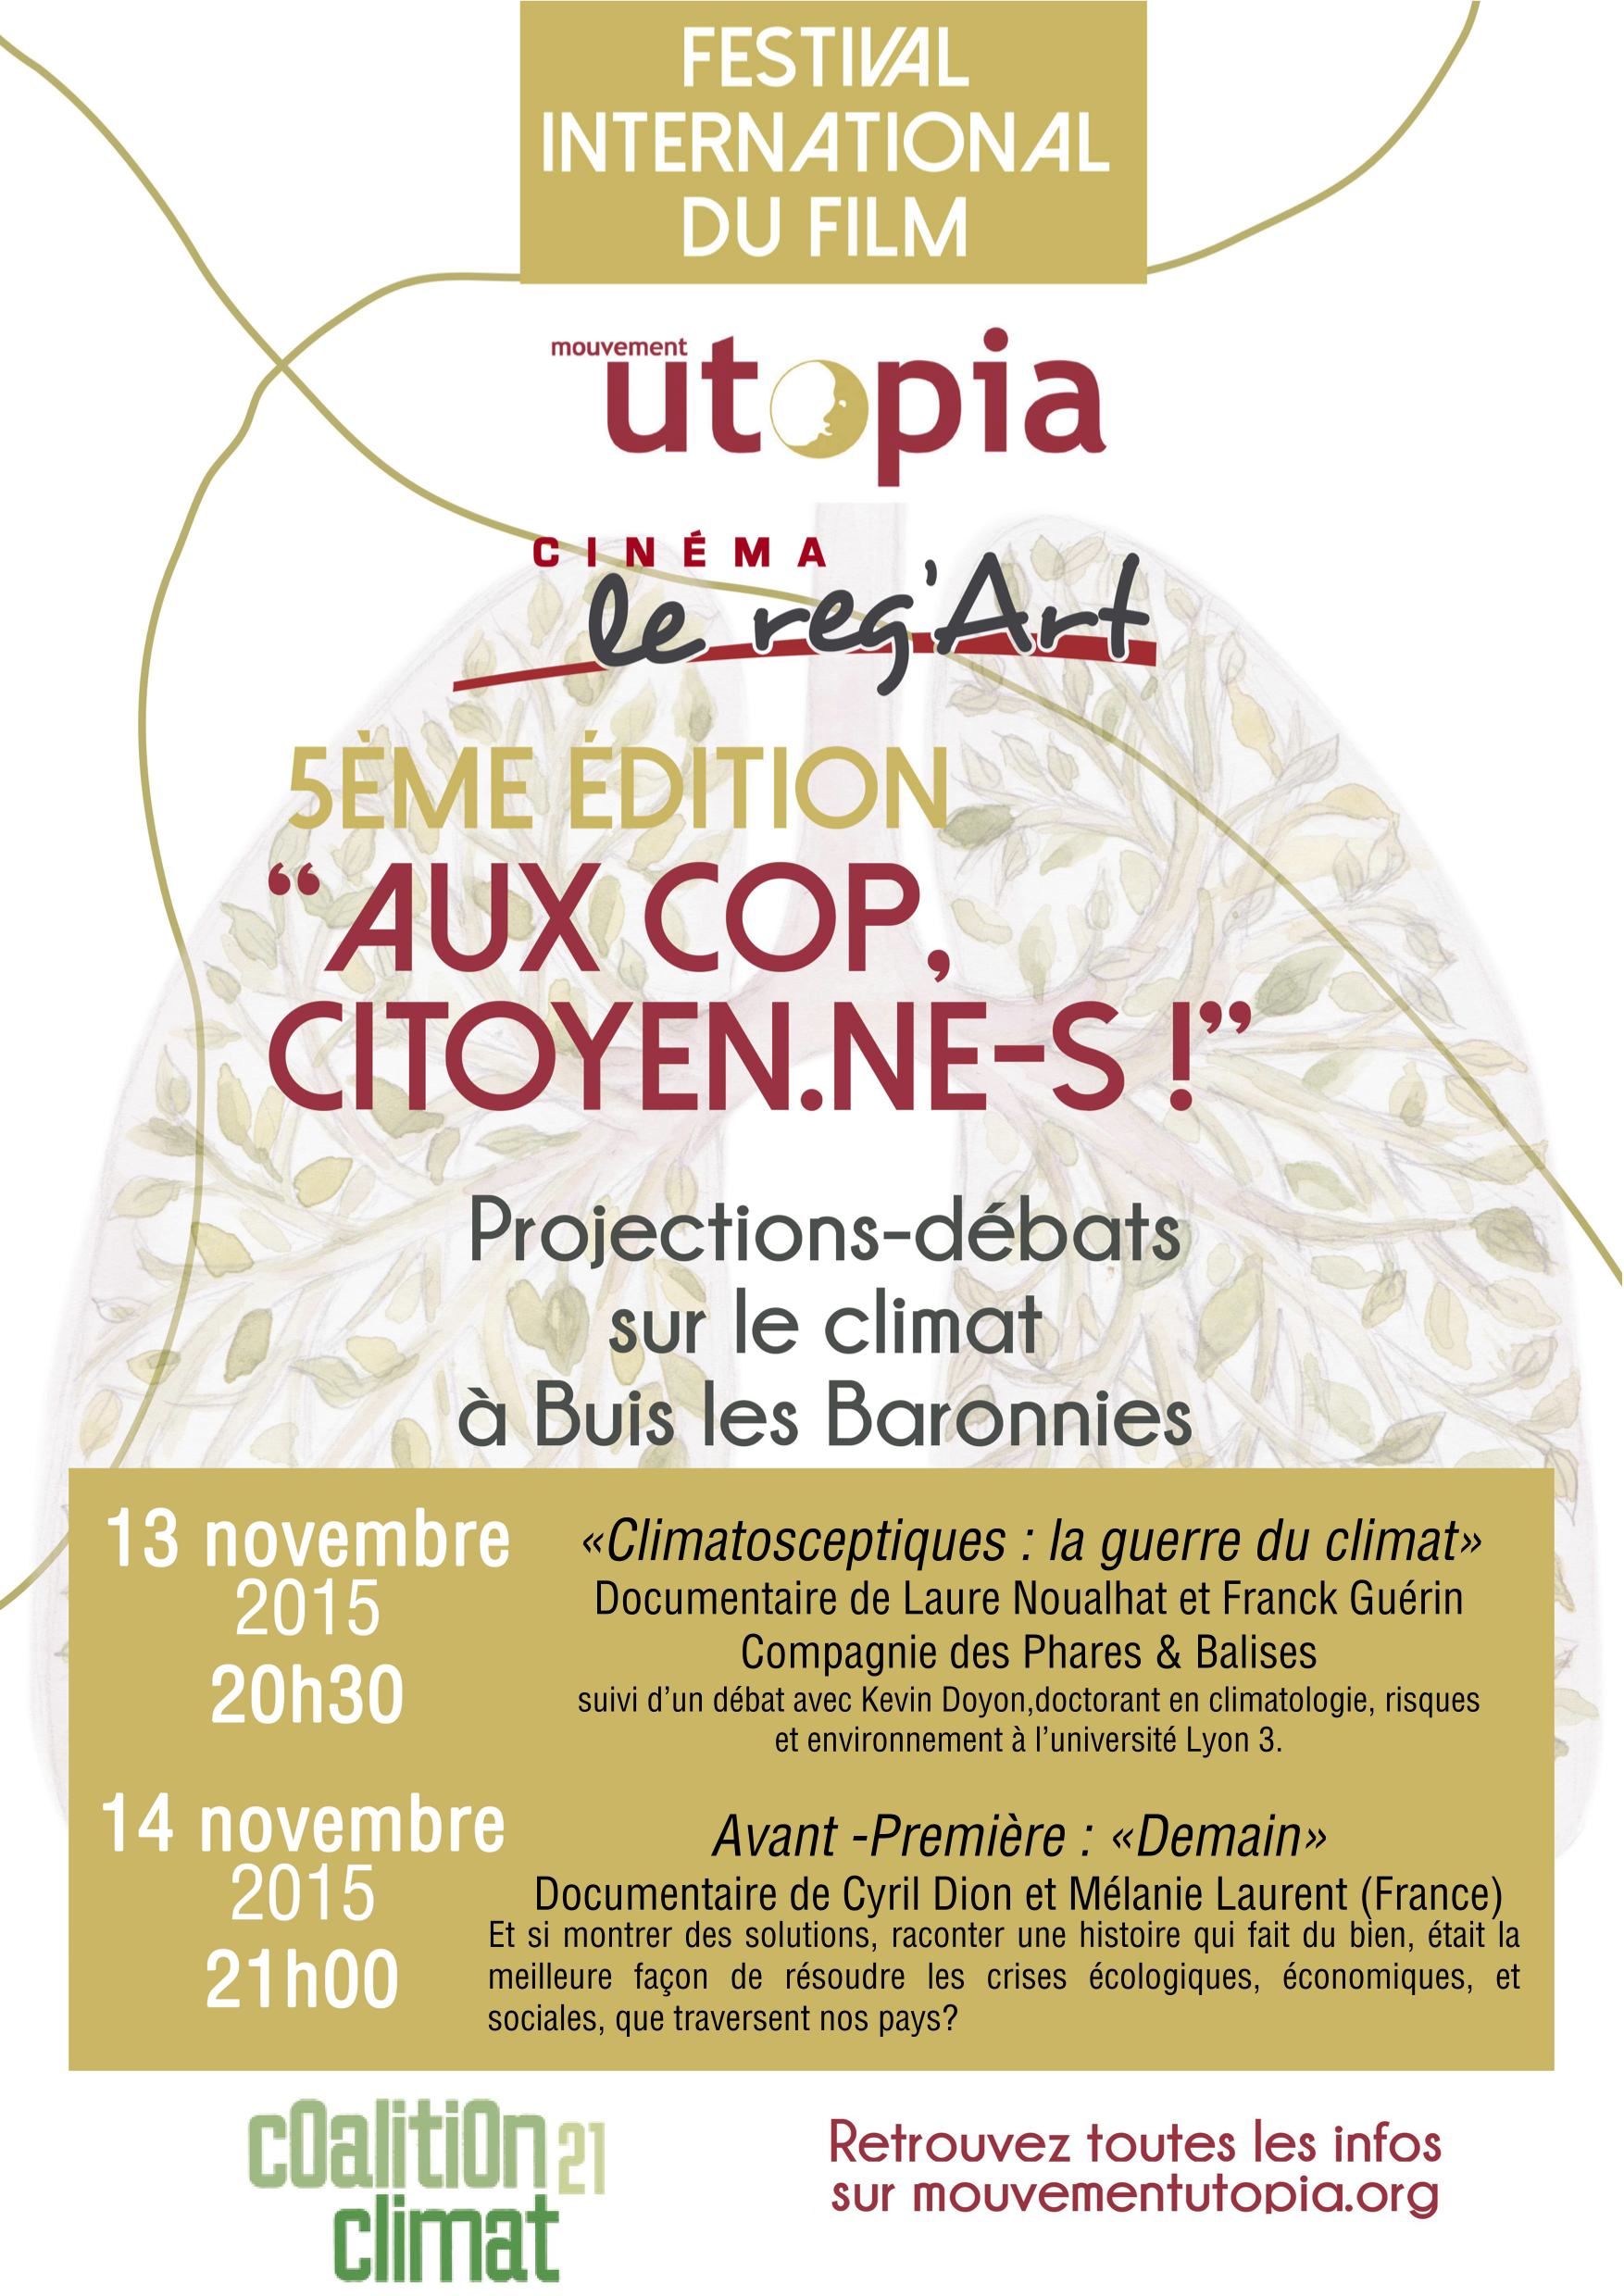 FESTIVAL
INTERNATIONAL
DU FILM
mouvement
utopia
CINÉMA
le reg'Art
5ÈME ÉDITION
“AUX COP,
CITOYEN.NE-S !”
Projections-débats
sur le climat
à Buis les Baronnies
13 novembre
2015
20h30
«Climatosceptiques : la guerre du climat»
Documentaire de Laure Noualhat et Franck Guérin
Compagnie des Phares & Balises
suivi d’un débat avec Kevin Doyon,doctorant en climatologie, risques
et environnement à l’université Lyon 3.
14 novembre
2015
21h00
Avant -Première : «Demain»
Documentaire de Cyril Dion et Mélanie Laurent (France)
Et si montrer des solutions, raconter une histoire qui fait du bien, était la
meilleure façon de résoudre les crises écologiques, économiques, et
sociales, que traversent nos pays?
cOalitiOn 21
climat
Retrouvez toutes les infos
sur mouvementutopia.org